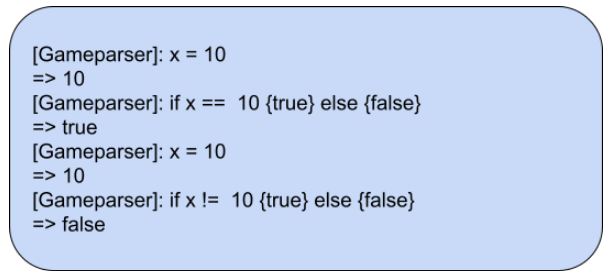 [Gameparser]: x = 10
=> 10
[Gameparser]: if x ==  10 {true} else {false}
=> true
[Gameparser]: x = 10
=> 10
[Gameparser]: if x !=  10 {true} else {false}
=> false